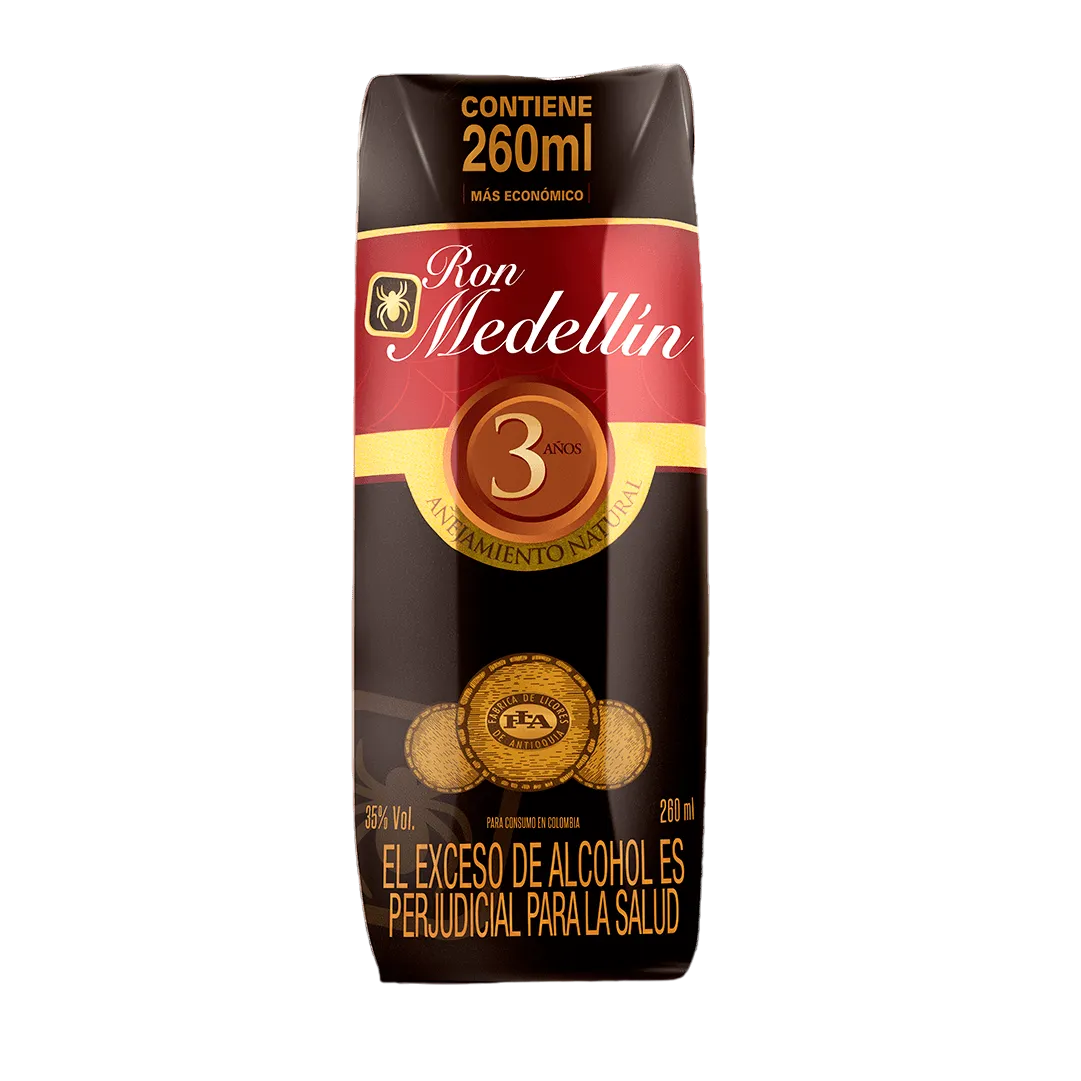 CONTIENE
260ml
MÁS ECONÓMICO
Ron
Medellín
3 AÑOS
AÑEJAMIENTO NATURAL
FABRICA DE LICORES
FLA
DE ANTIOQUIA
35% Vol.
PARA CONSUMO EN COLOMBIA
260 ml
EL EXCESO DE ALCOHOL ES
PERJUDICIAL PARA LA SALUD